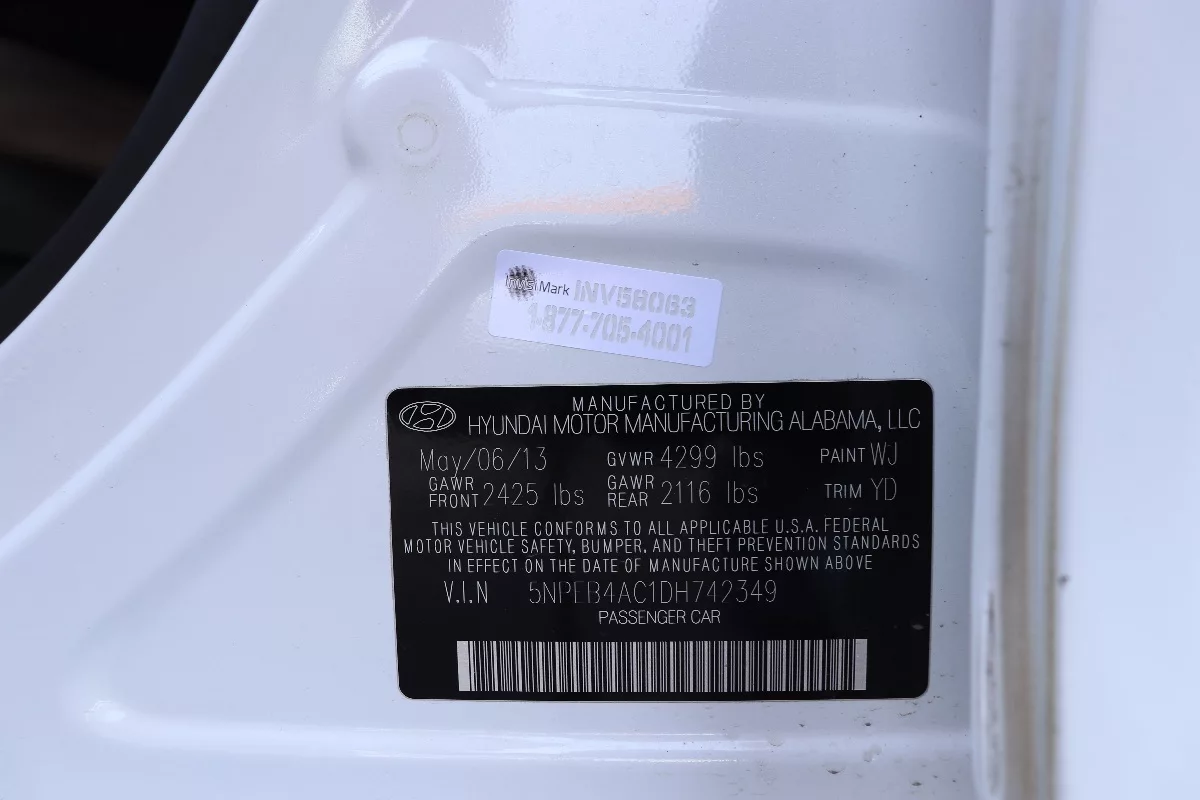 InvisiMark INV58063
1-877-705-4001
MANUFACTURED BY
HYUNDAI MOTOR MANUFACTURING ALABAMA, LLC
May/06/13 GVWR 4299 lbs PAINT WJ
GAWR FRONT 2425 lbs GAWR REAR 2116 lbs TRIM YD
THIS VEHICLE CONFORMS TO ALL APPLICABLE U.S.A. FEDERAL
MOTOR VEHICLE SAFETY, BUMPER, AND THEFT PREVENTION STANDARDS
IN EFFECT ON THE DATE OF MANUFACTURE SHOWN ABOVE
V.I.N 5NPEB4AC1DH742349
PASSENGER CAR